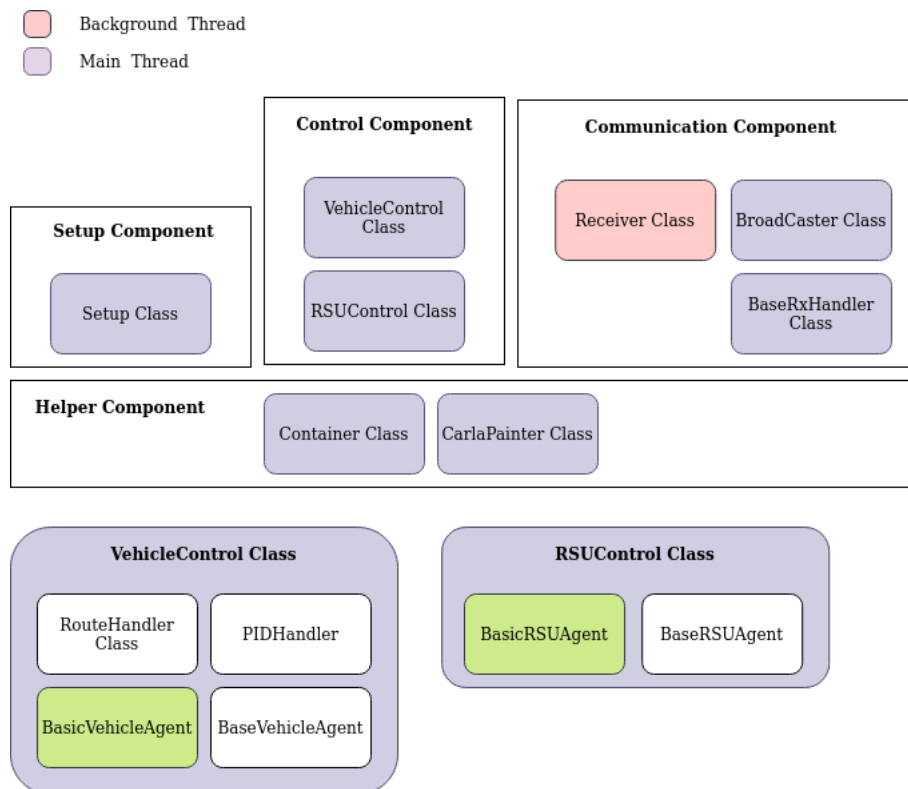 Background Thread
Main Thread
Control Component
VehicleControl
Class
RSUControl Class
Communication Component
Receiver Class
BroadCaster Class
BaseRxHandler
Class
Setup Component
Setup Class
Helper Component
Container Class
CarlaPainter Class
VehicleControl Class
RouteHandler
Class
PIDHandler
BasicVehicleAgent
BaseVehicleAgent
RSUControl Class
BasicRSUAgent
BaseRSUAgent